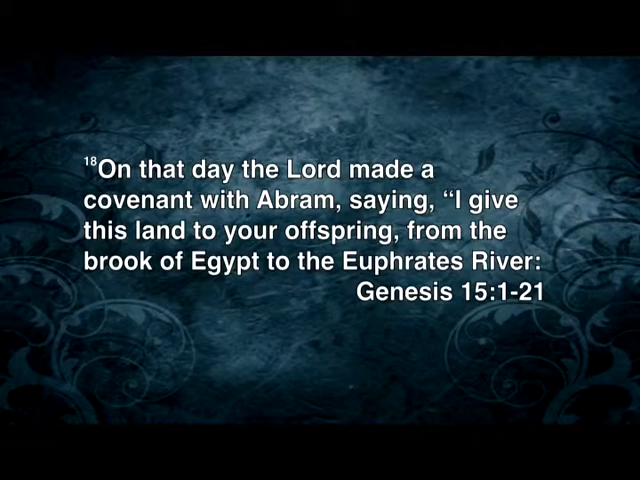 18On that day the Lord made a
covenant with Abram, saying, “I give
this land to your offspring, from the
brook of Egypt to the Euphrates River:
Genesis 15:1-21